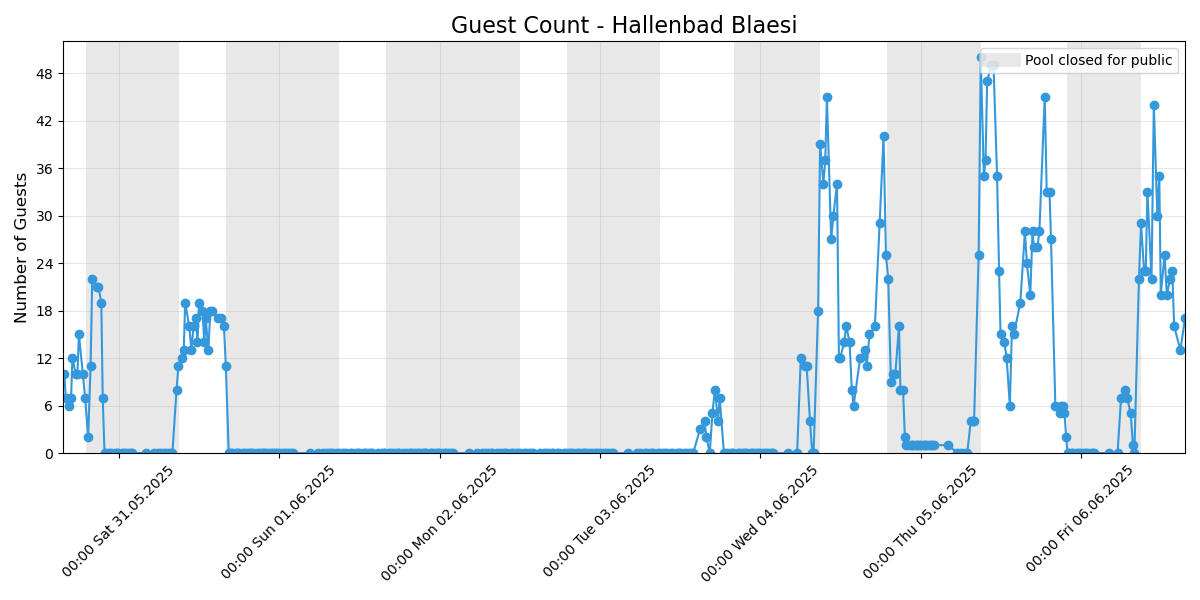 Guest Count - Hallenbad Blaesi
Pool closed for public
Number of Guests
48
42
36
30
24
18
12
6
0
00:00 Sat 31.05.2025
00:00 Sun 01.06.2025
00:00 Mon 02.06.2025
00:00 Tue 03.06.2025
00:00 Wed 04.06.2025
00:00 Thu 05.06.2025
00:00 Fri 06.06.2025